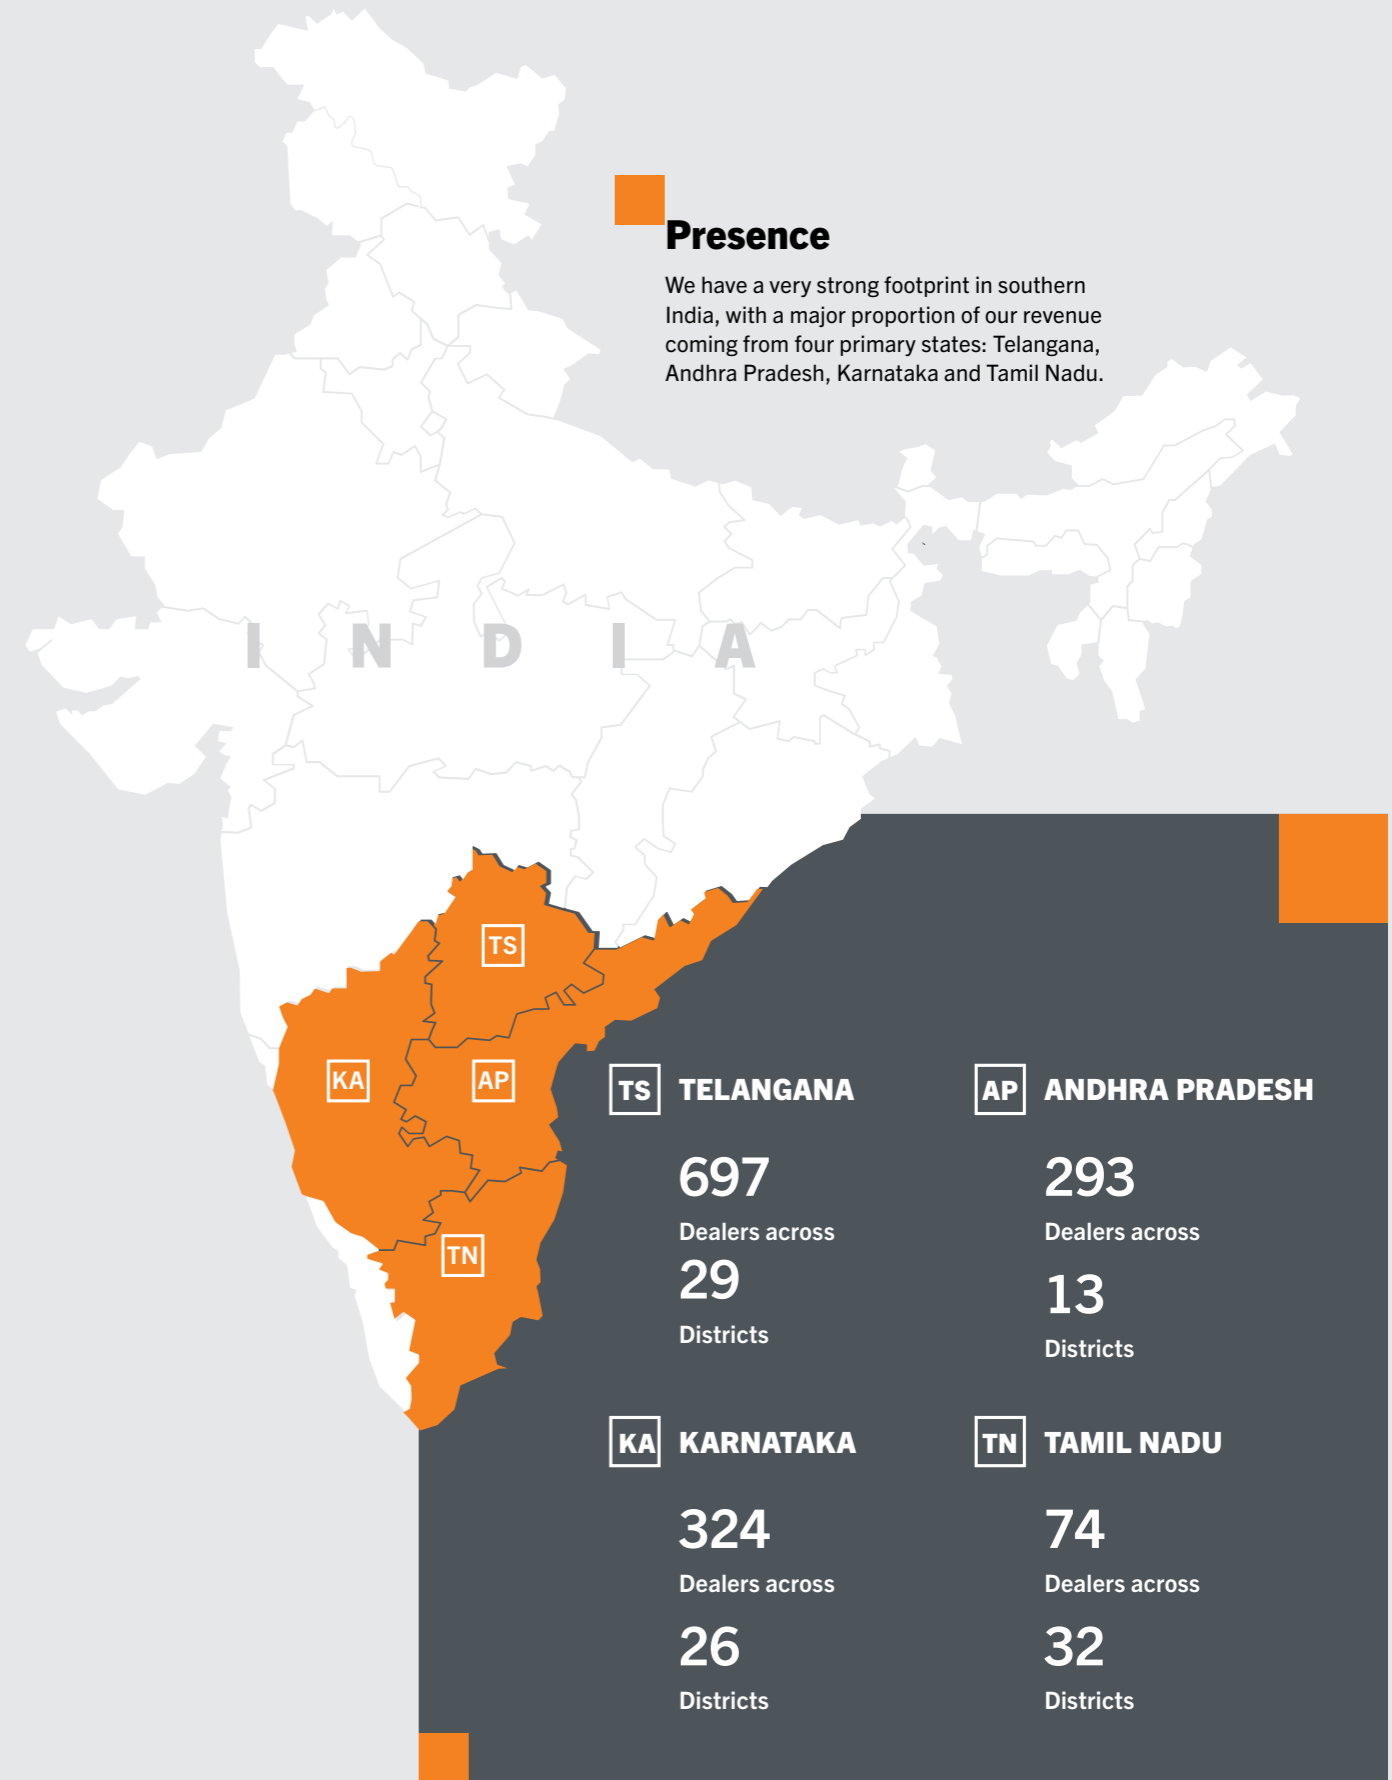 Presence
We have a very strong footprint in southern
India, with a major proportion of our revenue
coming from four primary states: Telangana,
Andhra Pradesh, Karnataka and Tamil Nadu.
I N D I A
TS
KA
AP
TN
TS TELANGANA
697
Dealers across
29
Districts
AP ANDHRA PRADESH
293
Dealers across
13
Districts
KA KARNATAKA
324
Dealers across
26
Districts
TN TAMIL NADU
74
Dealers across
32
Districts